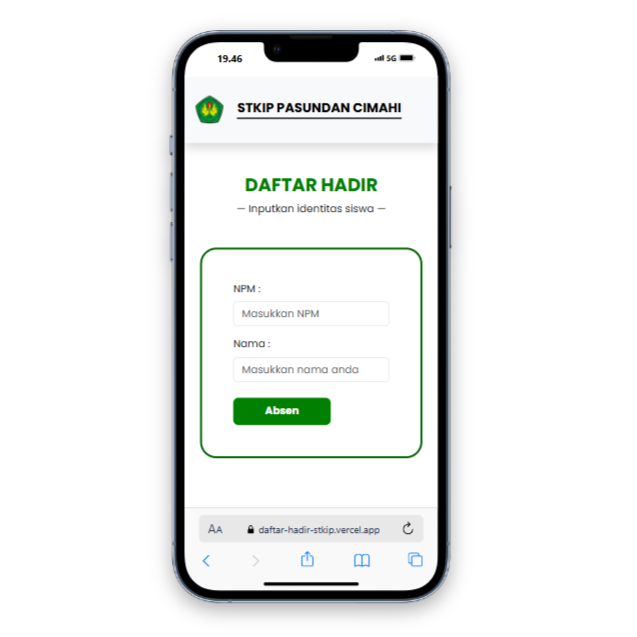 19.46
5G
STKIP PASUNDAN CIMAHI
DAFTAR HADIR
— Inputkan identitas siswa —
NPM :
Masukkan NPM
Nama :
Masukkan nama anda
Absen
AA
daftar-hadir-stkip.vercel.app